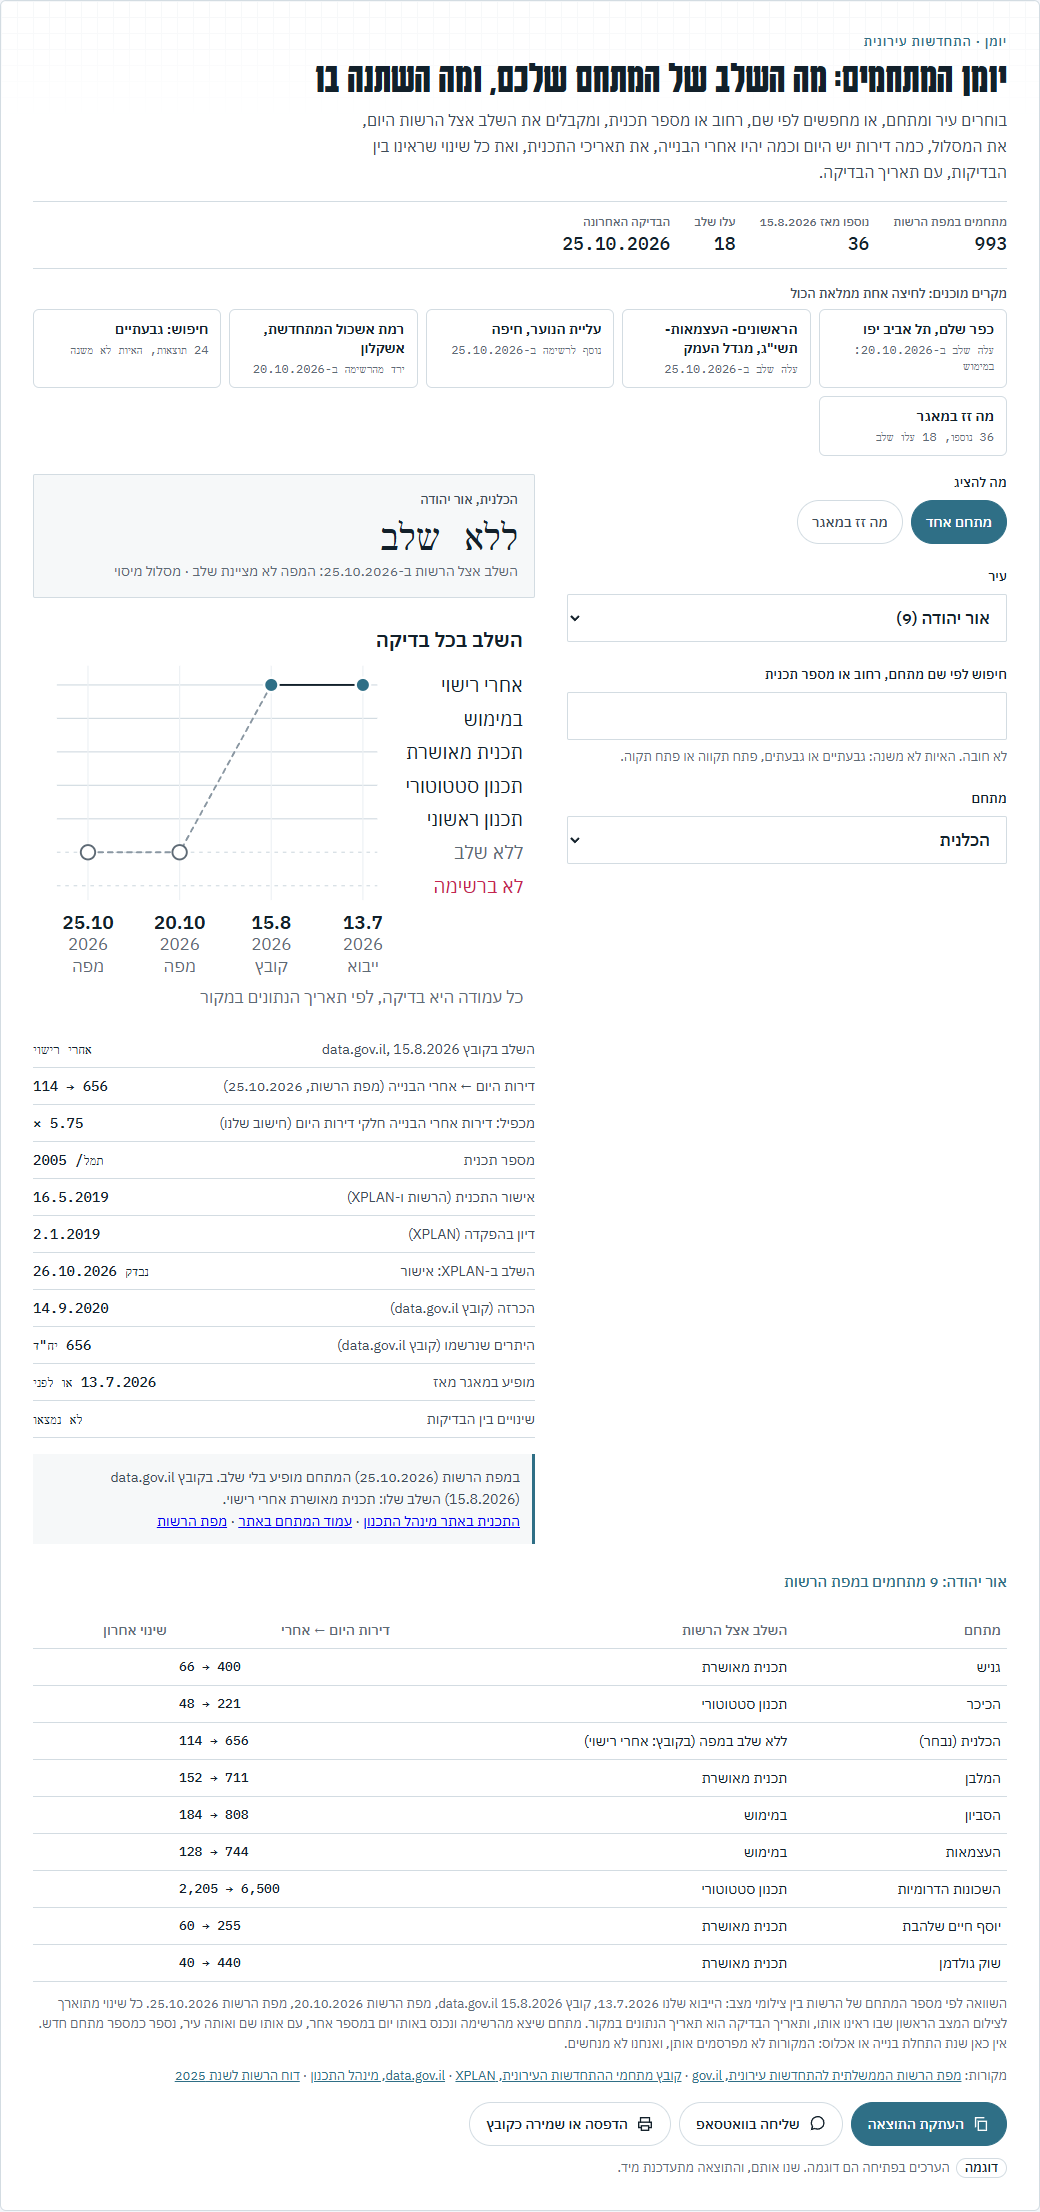 יומן · התחדשות עירונית
יומן המתחמים: מה השלב של המתחם שלכם, ומה השתנה בו
בוחרים עיר ומתחם, או מחפשים לפי שם, רחוב או מספר תכנית, ומקבלים את השלב אצל הרשות היום,
את המסלול, כמה דירות יש היום וכמה יהיו אחרי הבנייה, את תאריכי התכנית, ואת כל שינוי שראינו בין
הבדיקות, עם תאריך הבדיקה.
מתחמים במפת הרשות
993
נוספו מאז 15.8.2026
36
עלו שלב
18
הבדיקה האחרונה
25.10.2026
מקרים מוכנים: לחיצה אחת ממלאת הכול
כפר שלם, תל אביב יפו
עלה שלב ב-20.10.2026:
במימוש
הראשונים- העצמאות-
תשי"ג, מגדל העמק
עלה שלב ב-25.10.2026
עליית הנוער, חיפה
נוסף לרשימה ב-25.10.2026
רמת אשכול המתחדשת,
אשקלון
ירד מהרשימה ב-20.10.2026
חיפוש: גבעתיים
24 תוצאות, האיות לא משנה
מה זז במאגר
36 נוספו, 18 עלו שלב
מה להציג
מתחם אחד
מה זז במאגר
עיר
אור יהודה (9)
חיפוש לפי שם מתחם, רחוב או מספר תכנית
לא חובה. האיות לא משנה: גבעתיים או גבעתים, פתח תקווה או פתח תקוה.
מתחם
הכלנית
הכלנית, אור יהודה
ללא שלב
השלב אצל הרשות ב-25.10.2026: המפה לא מציינת שלב · מסלול מיסוי
השלב בכל בדיקה
אחרי רישוי
במימוש
תכנית מאושרת
תכנון סטטוטורי
תכנון ראשוני
ללא שלב
לא ברשימה
13.7 15.8 20.10 25.10
2026 2026 2026 2026
ייבוא קובץ מפה מפה
כל עמודה היא בדיקה, לפי תאריך הנתונים במקור
השלב בקובץ data.gov.il, 15.8.2026 אחרי רישוי
דירות היום ← אחרי הבנייה (מפת הרשות, 25.10.2026) 114 → 656
מכפיל: דירות אחרי הבנייה חלקי דירות היום (חישוב שלנו) × 5.75
מספר תכנית תמל/ 2005
אישור התכנית (הרשות ו-XPLAN) 16.5.2019
דיון בהפקדה (XPLAN) 2.1.2019
השלב ב-XPLAN: אישור נבדק 26.10.2026
הכרזה (קובץ data.gov.il) 14.9.2020
היתרים שנרשמו (קובץ data.gov.il) 656 יח"ד
מופיע במאגר מאז 13.7.2026 או לפני
שינויים בין הבדיקות לא נמצאו
במפת הרשות (25.10.2026) המתחם מופיע בלי שלב. בקובץ data.gov.il
(15.8.2026) השלב שלו: תכנית מאושרת אחרי רישוי.
התכנית באתר מינהל התכנון · עמוד המתחם באתר · מפת הרשות
אור יהודה: 9 מתחמים במפת הרשות
מתחם השלב אצל הרשות דירות היום ← אחרי שינוי אחרון
גניש תכנית מאושרת 66 → 400
הכיכר תכנון סטטוטורי 48 → 221
הכלנית (נבחר) ללא שלב במפה (בקובץ: אחרי רישוי) 114 → 656
המלבן תכנית מאושרת 152 → 711
הסביון במימוש 184 → 808
העצמאות במימוש 128 → 744
השכונות הדרומיות תכנון סטטוטורי 2,205 → 6,500
יוסף חיים שלהבת תכנית מאושרת 60 → 255
שוק גולדמן תכנית מאושרת 40 → 440
השוואה לפי מספר המתחם של הרשות בין צילומי מצב: הייבוא שלנו 13.7.2026, קובץ data.gov.il 15.8.2026, מפת הרשות 20.10.2026, מפת הרשות 25.10.2026. כל שינוי מתוארך
לצילום המצב הראשון שבו ראינו אותו, ותאריך הבדיקה הוא תאריך הנתונים במקור. מתחם שיצא מהרשימה ונכנס באותו יום במספר אחר, עם אותו שם ואותה עיר, נספר כמספר מתחם חדש.
אין כאן שנת התחלת בנייה או אכלוס: המקורות לא מפרסמים אותן, ואנחנו לא מנחשים.
מקורות: מפת הרשות הממשלתית להתחדשות עירונית, gov.il · קובץ מתחמי ההתחדשות העירונית, data.gov.il · XPLAN, מינהל התכנון · דוח הרשות לשנת 2025
העתקת התוצאה
שליחה בוואטסאפ
הדפסה או שמירה כקובץ
דוגמה הערכים בפתיחה הם דוגמה. שנו אותם, והתוצאה מתעדכנת מיד.